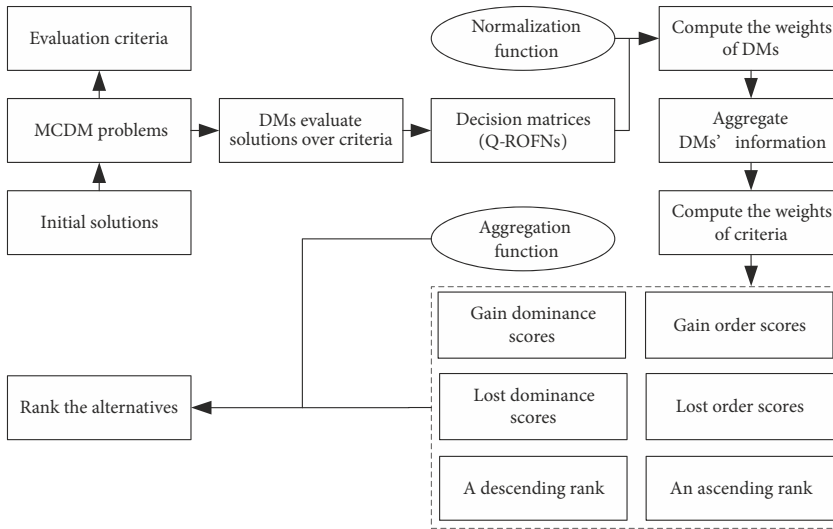 Evaluation criteria
MCDM problems
Initial solutions
DMs evaluate
solutions over criteria
Decision matrices
(Q-ROFNs)
Normalization
function
Compute the weights
of DMs
Aggregate
DMs’ information
Compute the weights
of criteria
Aggregation
function
Gain dominance
scores
Gain order scores
Lost dominance
scores
Lost order scores
A descending rank
An ascending rank
Rank the alternatives